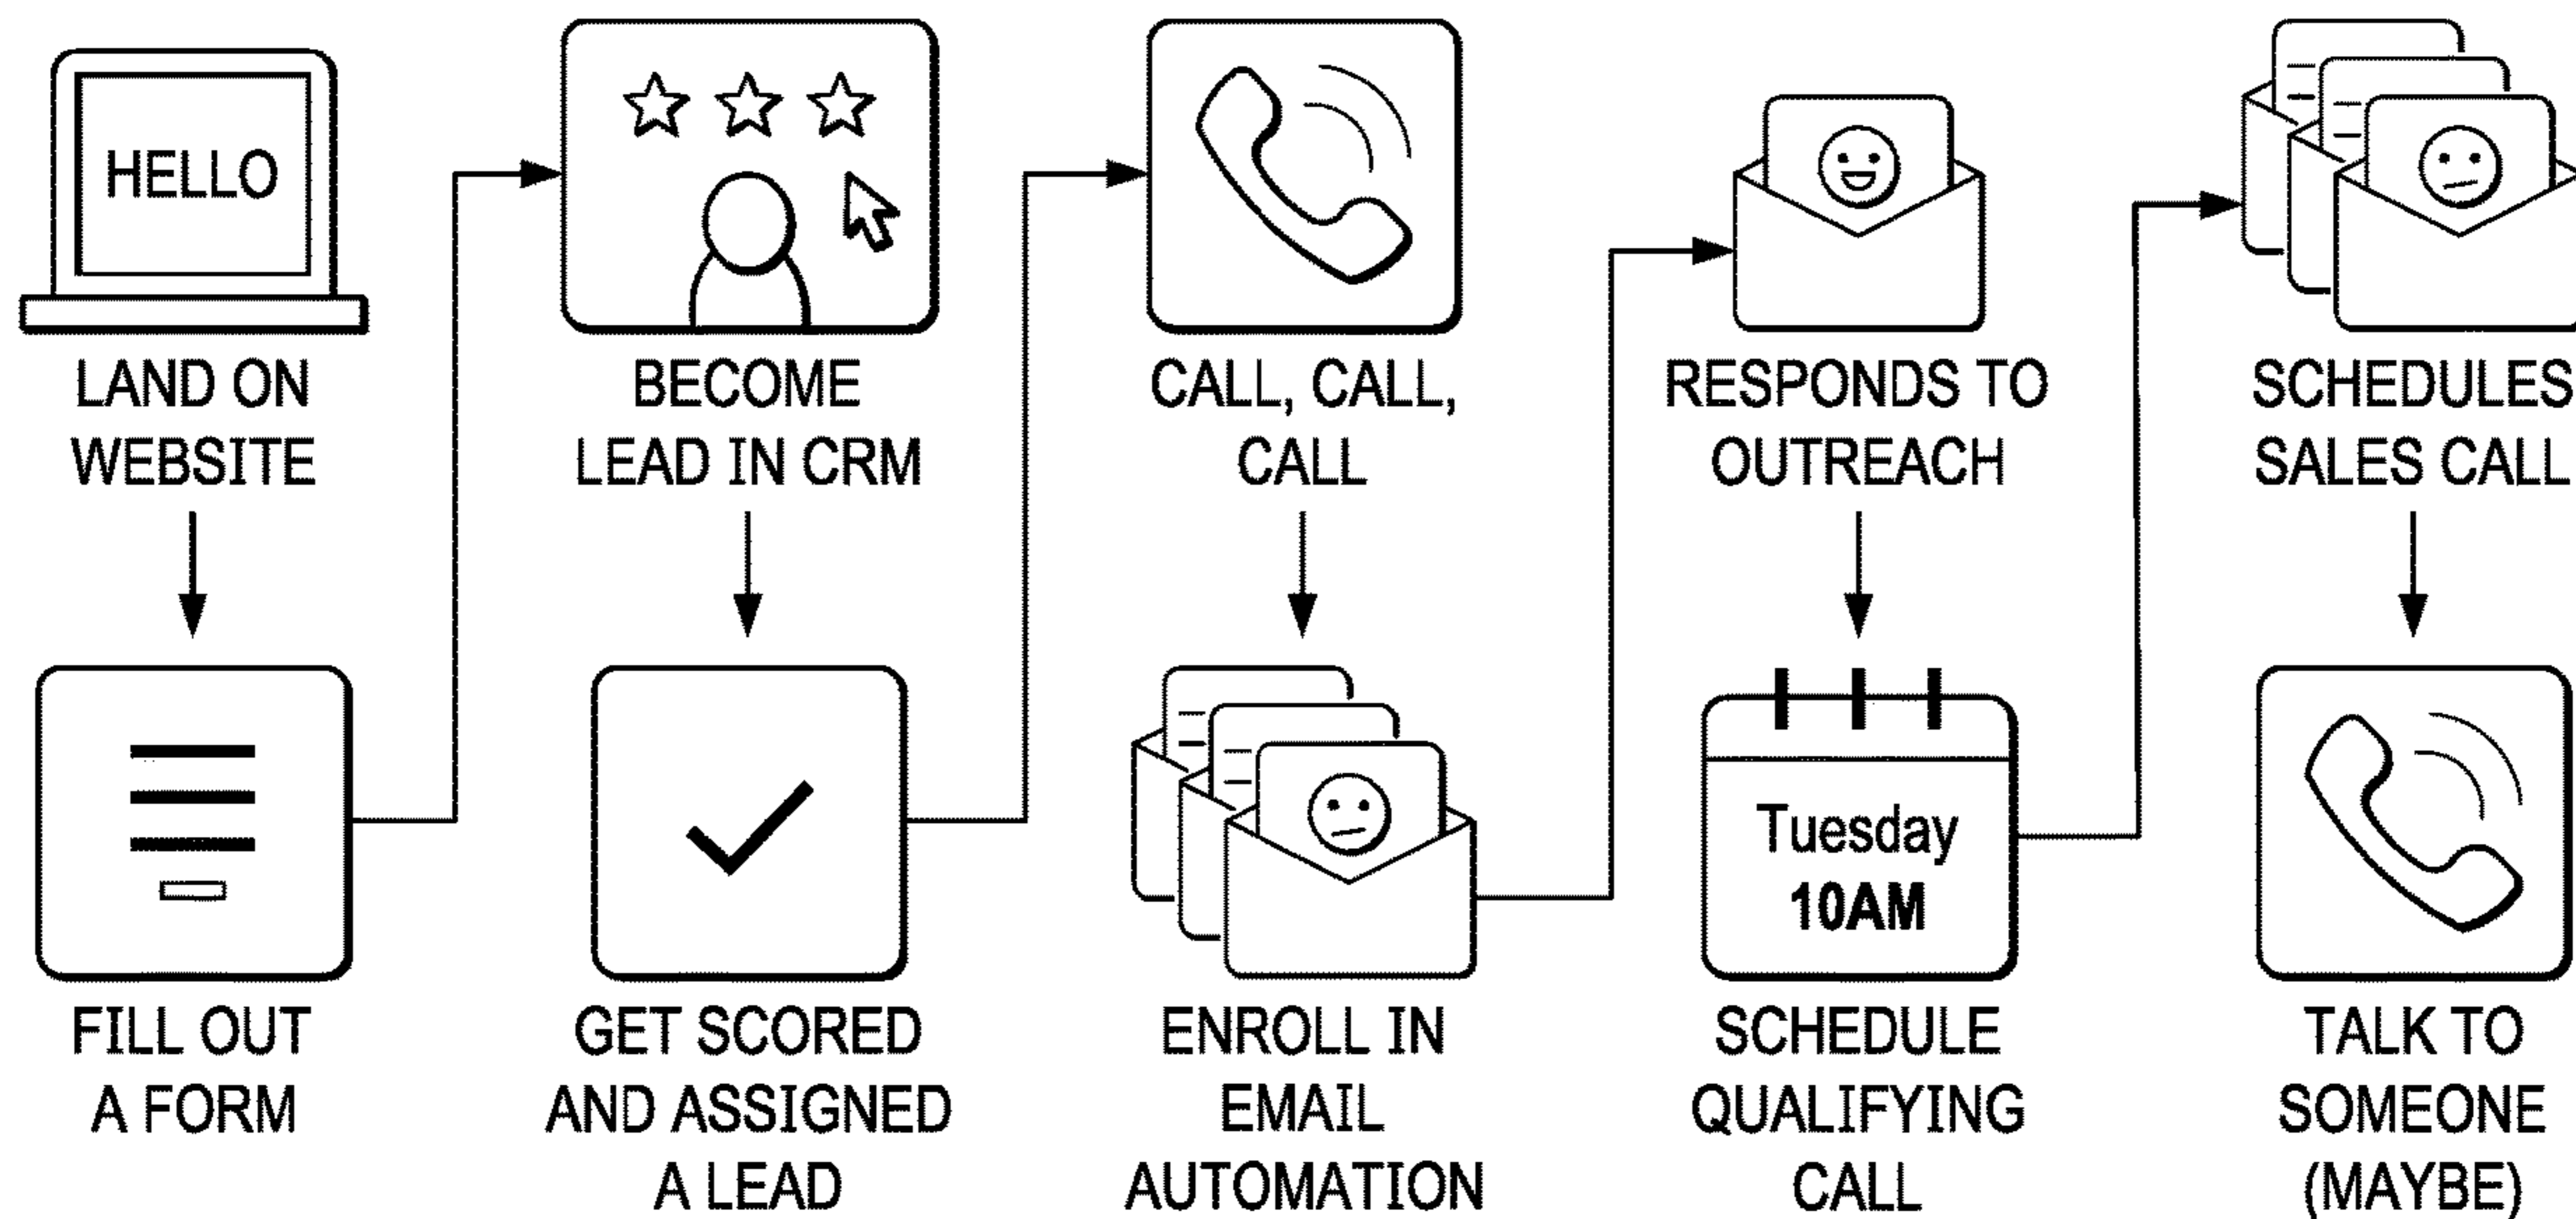 HELLO
LAND ON
WEBSITE
FILL OUT
A FORM
BECOME
LEAD IN CRM
GET SCORED
AND ASSIGNED
A LEAD
CALL, CALL,
CALL
ENROLL IN
EMAIL
AUTOMATION
RESPONDS TO
OUTREACH
Tuesday
10AM
SCHEDULE
QUALIFYING
CALL
SCHEDULES
SALES CALL
TALK TO
SOMEONE
(MAYBE)